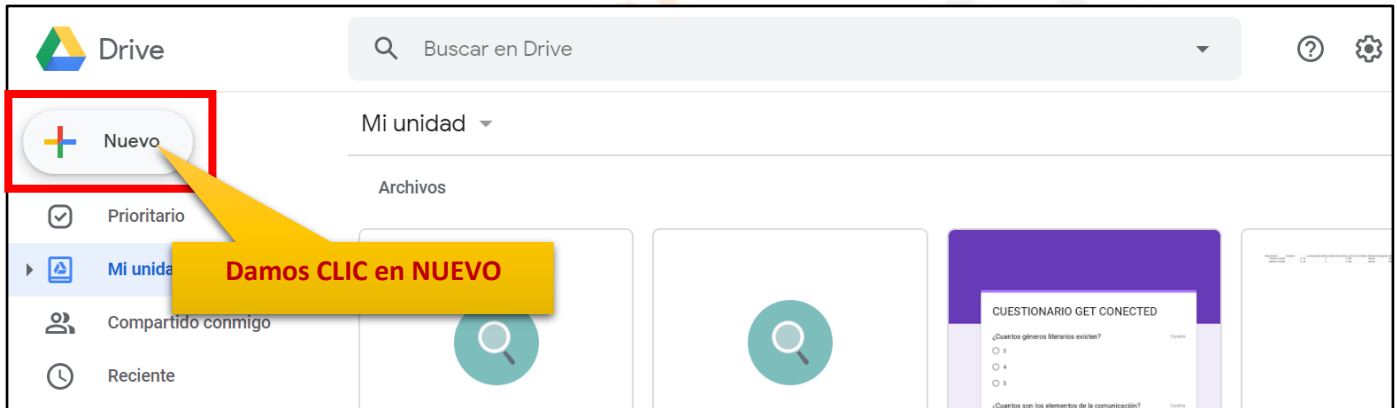 Drive
Buscar en Drive
Nuevo
Mi unidad
Archivos
Prioritario
Mi unida
Damos CLIC en NUEVO
Compartido conmigo
Reciente
CUESTIONARIO GET CONECTED
¿Cuantos géneros literarios existen?
3
4
5
¿Cuantos son los elementos de la comunicación?